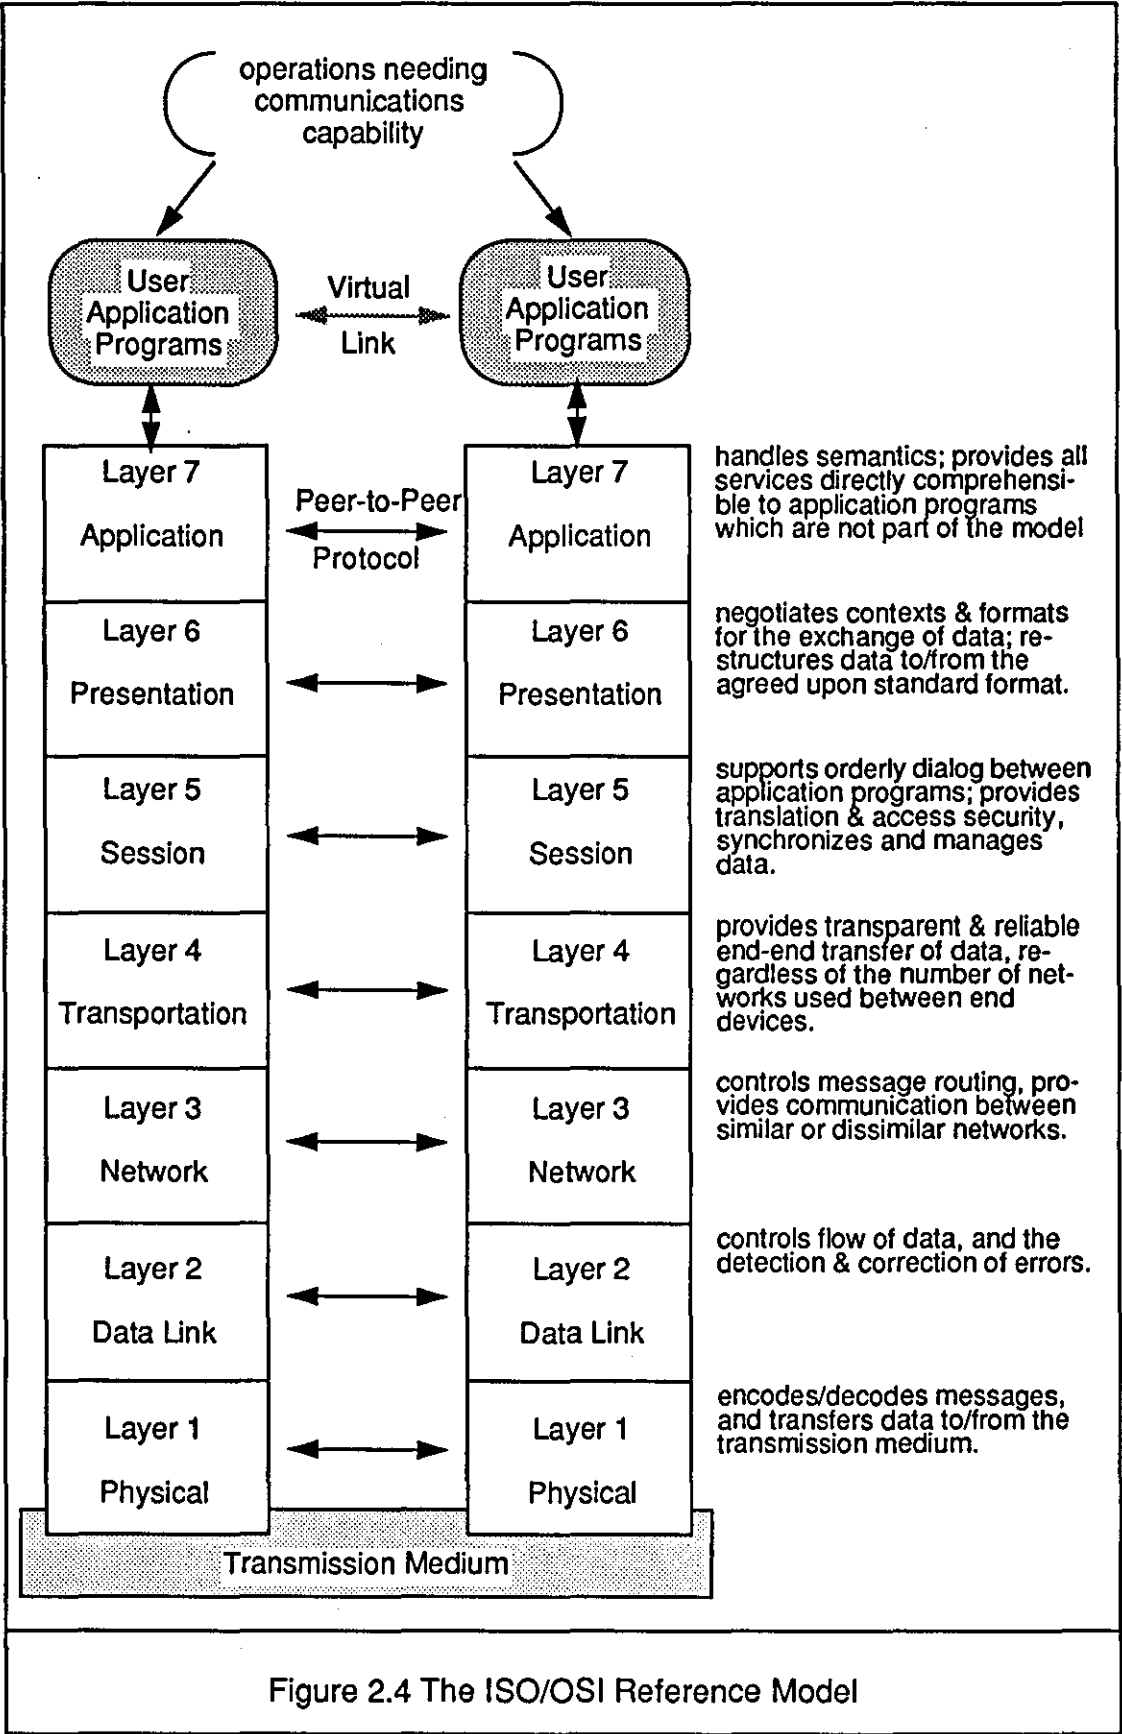 operations needing
communications
capability
User
Application
Programs
Virtual
Link
User
Application
Programs
Layer 7
Application
Peer-to-Peer
Protocol
Layer 7
Application
handles semantics; provides all
services directly comprehensi-
ble to application programs
which are not part of the model
Layer 6
Presentation
Layer 6
Presentation
negotiates contexts & formats
for the exchange of data; re-
structures data to/from the
agreed upon standard format.
Layer 5
Session
Layer 5
Session
supports orderly dialog between
application programs; provides
translation & access security,
synchronizes and manages
data.
Layer 4
Transportation
Layer 4
Transportation
provides transparent & reliable
end-end transfer of data, re-
gardless of the number of net-
works used between end
devices.
Layer 3
Network
Layer 3
Network
controls message routing, pro-
vides communication between
similar or dissimilar networks.
Layer 2
Data Link
Layer 2
Data Link
controls flow of data, and the
detection & correction of errors.
Layer 1
Physical
Layer 1
Physical
encodes/decodes messages,
and transfers data to/from the
transmission medium.
Transmission Medium
Figure 2.4 The ISO/OSI Reference Model